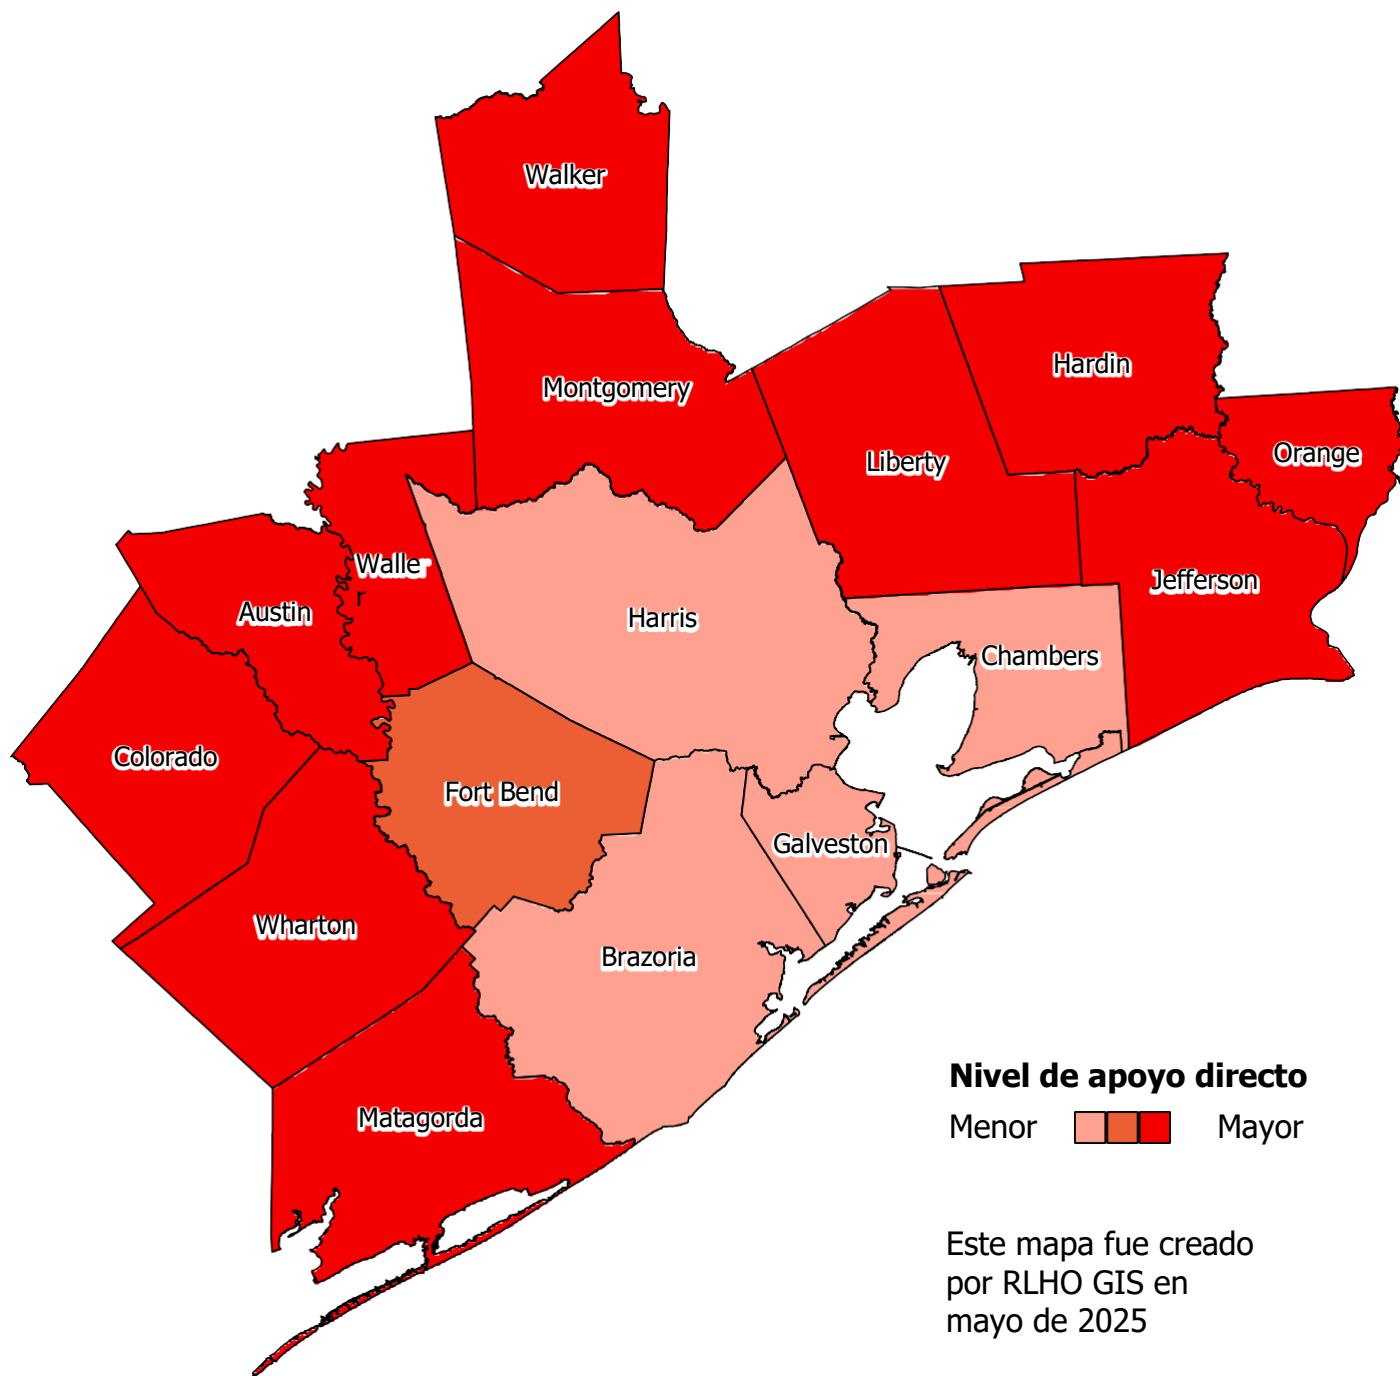 Walker
Hardin
Montgomery
Orange
Liberty
Waller
r
Jefferson
Austin
Harris
Chambers
Colorado
Fort Bend
Galveston
Wharton
Brazoria
Matagorda
Nivel de apoyo directo
Menor Mayor
Este mapa fue creado
por RLHO GIS en
mayo de 2025